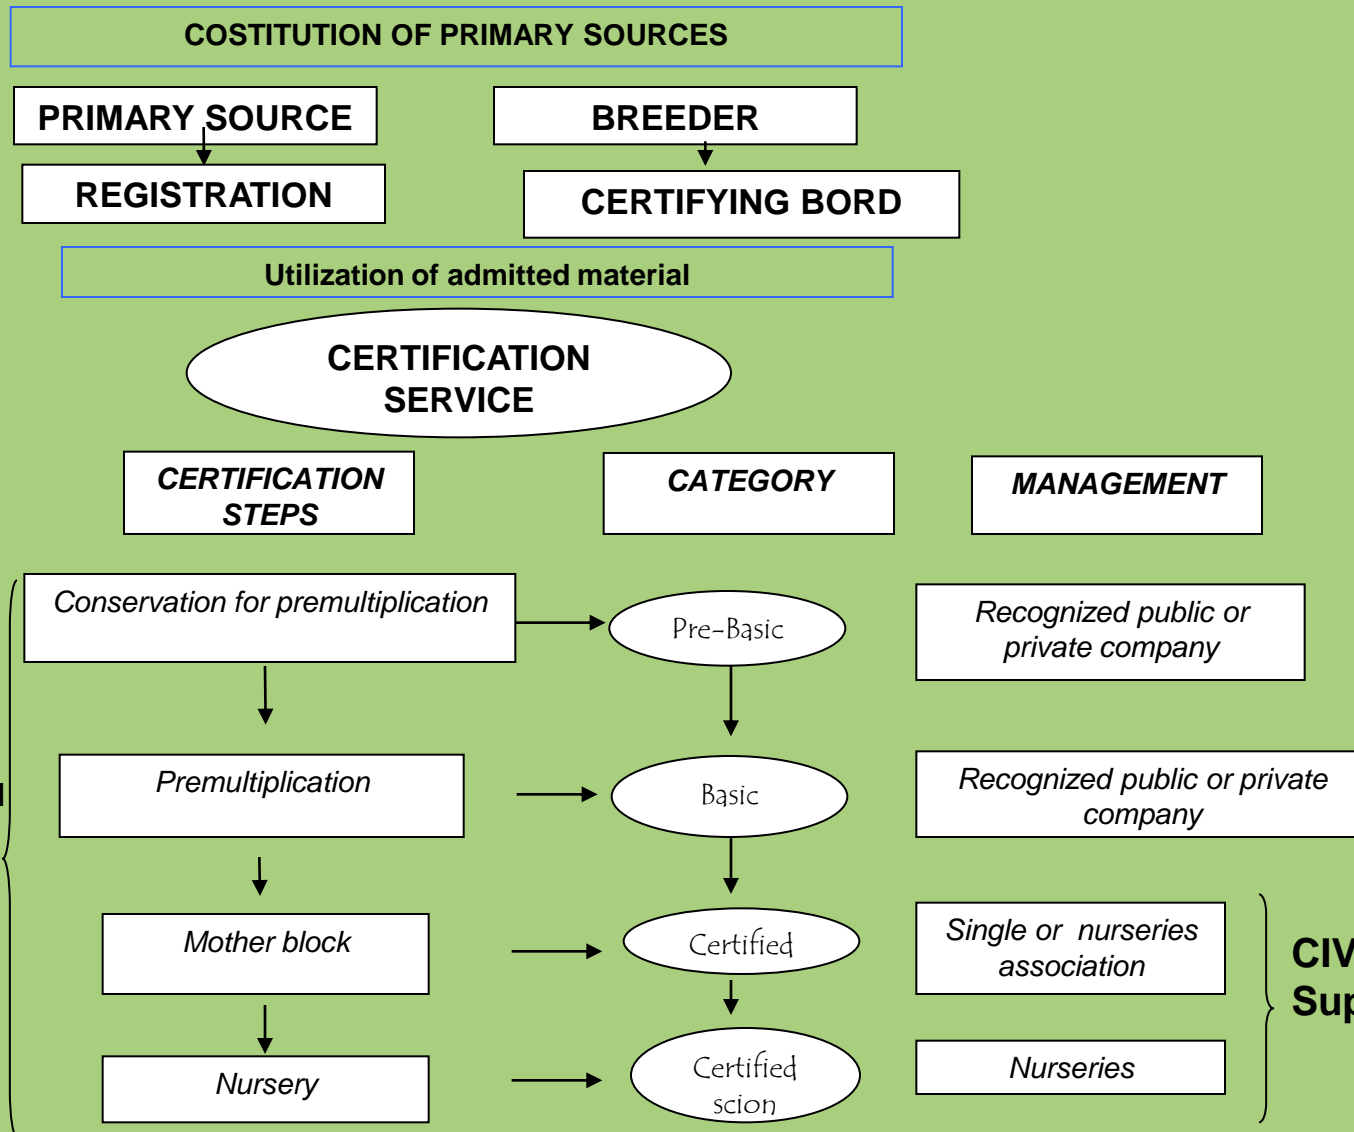 COSTITUTION OF PRIMARY SOURCES
PRIMARY SOURCE
BREEDER
REGISTRATION
CERTIFYING BORD
Utilization of admitted material
CERTIFICATION
SERVICE
CERTIFICATION
STEPS
CATEGORY
MANAGEMENT
Conservation for premultiplication
Pre-Basic
Recognized public or
private company
Premultiplication
Basic
Recognized public or private
company
Mother block
Certified
Single or nurseries
association
CIV
Sup
Nursery
Certified
scion
Nurseries